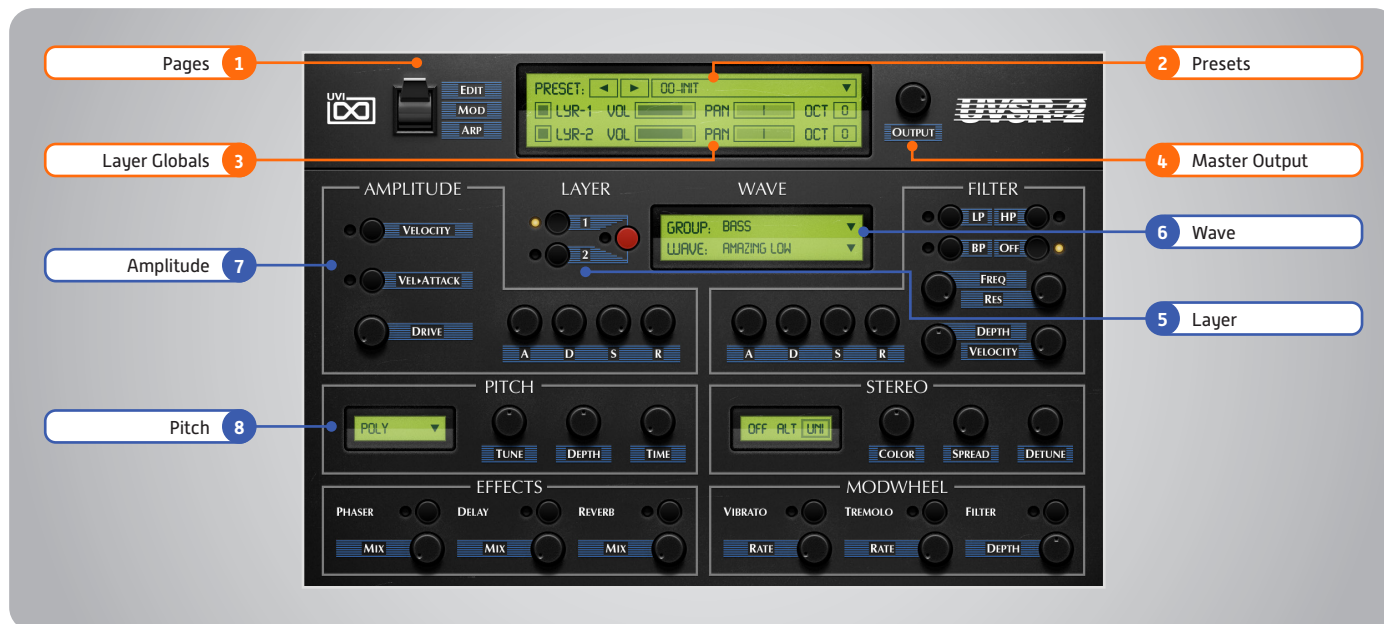 Pages 1
2 Presets
Layer Globals 3
4 Master Output
6 Wave
Amplitude 7
5 Layer
Pitch 8
UVI
EDIT
MOD
ARP
PRESET: ◄ ► 00-INIT ▼
LYR-1 VOL PAN OCT 0
LYR-2 VOL PAN OCT 0
OUTPUT
UVSR-2
AMPLITUDE
VELOCITY
VEL▸ATTACK
DRIVE
A D S R
LAYER
1
2
WAVE
GROUP: BASS ▼
WAVE: AMAZING LOW ▼
FILTER
LP HP
BP OFF
FREQ
RES
DEPTH
VELOCITY
A D S R
PITCH
POLY ▼
TUNE DEPTH TIME
STEREO
OFF ALT UNI
COLOR SPREAD DETUNE
EFFECTS
PHASER DELAY REVERB
MIX MIX MIX
MODWHEEL
VIBRATO TREMOLO FILTER
RATE RATE DEPTH